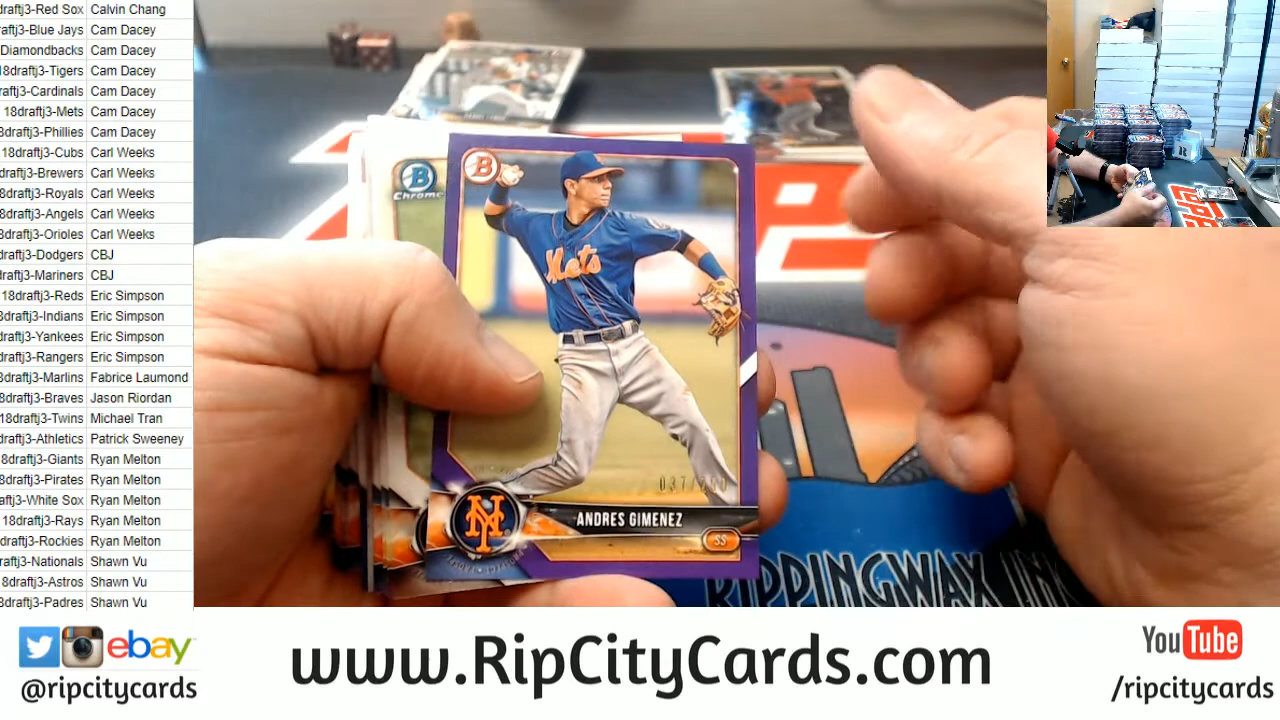 draftj3-Red Sox Calvin Chang
raftj3-Blue Jays Cam Dacey
Diamondbacks Cam Dacey
18draftj3-Tigers Cam Dacey
raftj3-Cardinals Cam Dacey
18draftj3-Mets Cam Dacey
8draftj3-Phillies Cam Dacey
18draftj3-Cubs Carl Weeks
draftj3-Brewers Carl Weeks
8draftj3-Royals Carl Weeks
8draftj3-Angels Carl Weeks
8draftj3-Orioles Carl Weeks
draftj3-Dodgers CBJ
draftj3-Mariners CBJ
18draftj3-Reds Eric Simpson
8draftj3-Indians Eric Simpson
draftj3-Yankees Eric Simpson
draftj3-Rangers Eric Simpson
8draftj3-Marlins Fabrice Laumond
8draftj3-Braves Jason Riordan
18draftj3-Twins Michael Tran
draftj3-Athletics Patrick Sweeney
8draftj3-Giants Ryan Melton
8draftj3-Pirates Ryan Melton
aftj3-White Sox Ryan Melton
18draftj3-Rays Ryan Melton
draftj3-Rockies Ryan Melton
draftj3-Nationals Shawn Vu
8draftj3-Astros Shawn Vu
8draftj3-Padres Shawn Vu
B
Chrome
B
Mets
NY
ANDRES GIMENEZ
SS
RIPPINGWAX
ebay
@ripcitycards
www.RipCityCards.com
YouTube
/ripcitycards